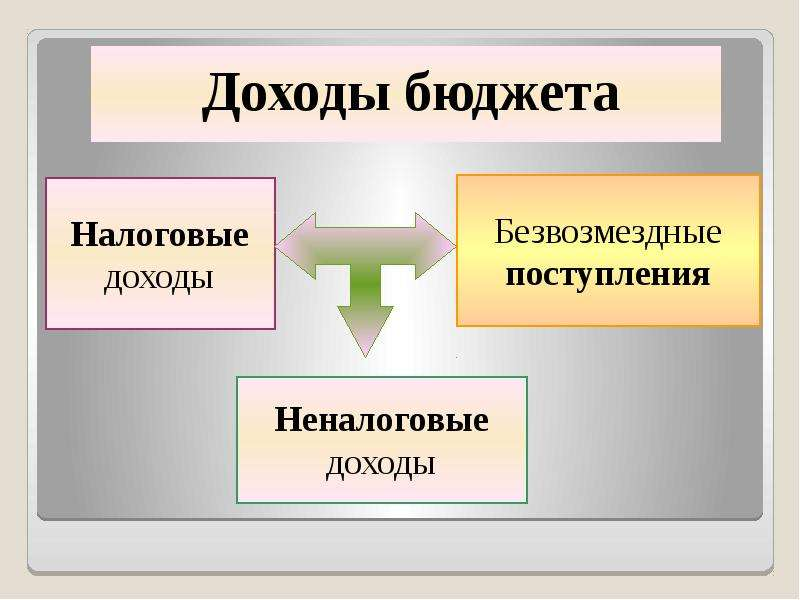 Доходы бюджета
Налоговые
доходы
Безвозмездные
поступления
Неналоговые
доходы